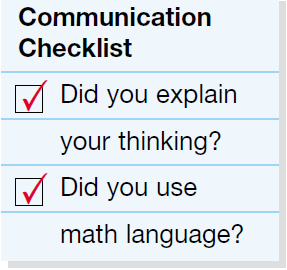 Communication
Checklist
Did you explain
your thinking?
Did you use
math language?